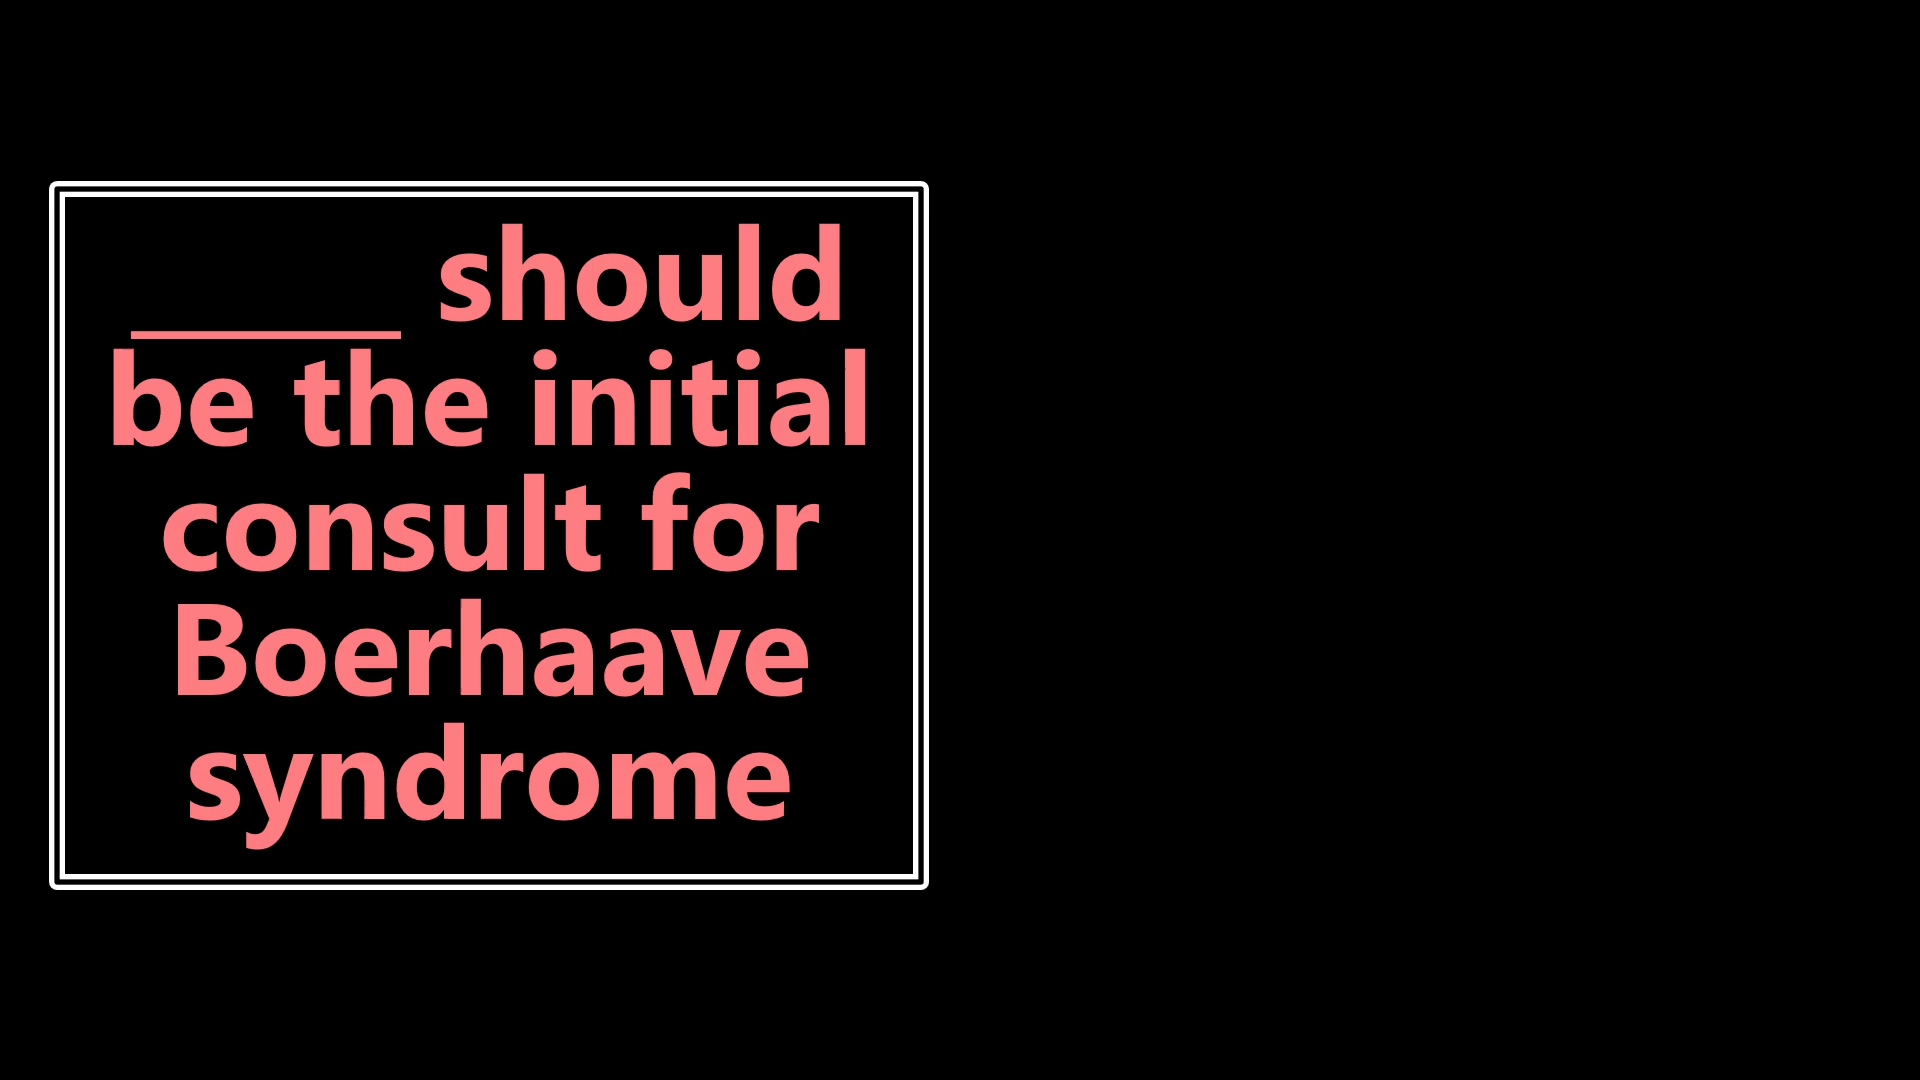 ______ should
be the initial
consult for
Boerhaave
syndrome